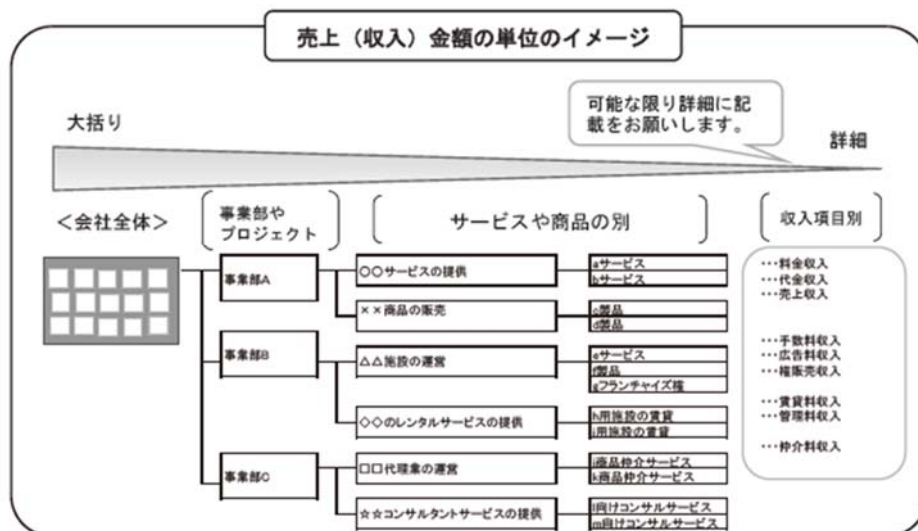 売上（収入）金額の単位のイメージ
可能な限り詳細に記
載をお願いします。
大括り
詳細
＜会社全体＞
事業部や
プロジェクト
サービスや商品の別
収入項目別
事業部A
○○サービスの提供
aサービス
bサービス
××商品の販売
c製品
d製品
事業部B
△△施設の運営
eサービス
f製品
gフランチャイズ権
◇◇のレンタルサービスの提供
h用施設の賃貸
i用施設の賃貸
事業部C
□□代理業の運営
j商品仲介サービス
k商品仲介サービス
☆☆コンサルタントサービスの提供
l向けコンサルサービス
m向けコンサルサービス
…料金収入
…代金収入
…売上収入
…手数料収入
…広告料収入
…権販売収入
…賃貸料収入
…管理料収入
…仲介料収入